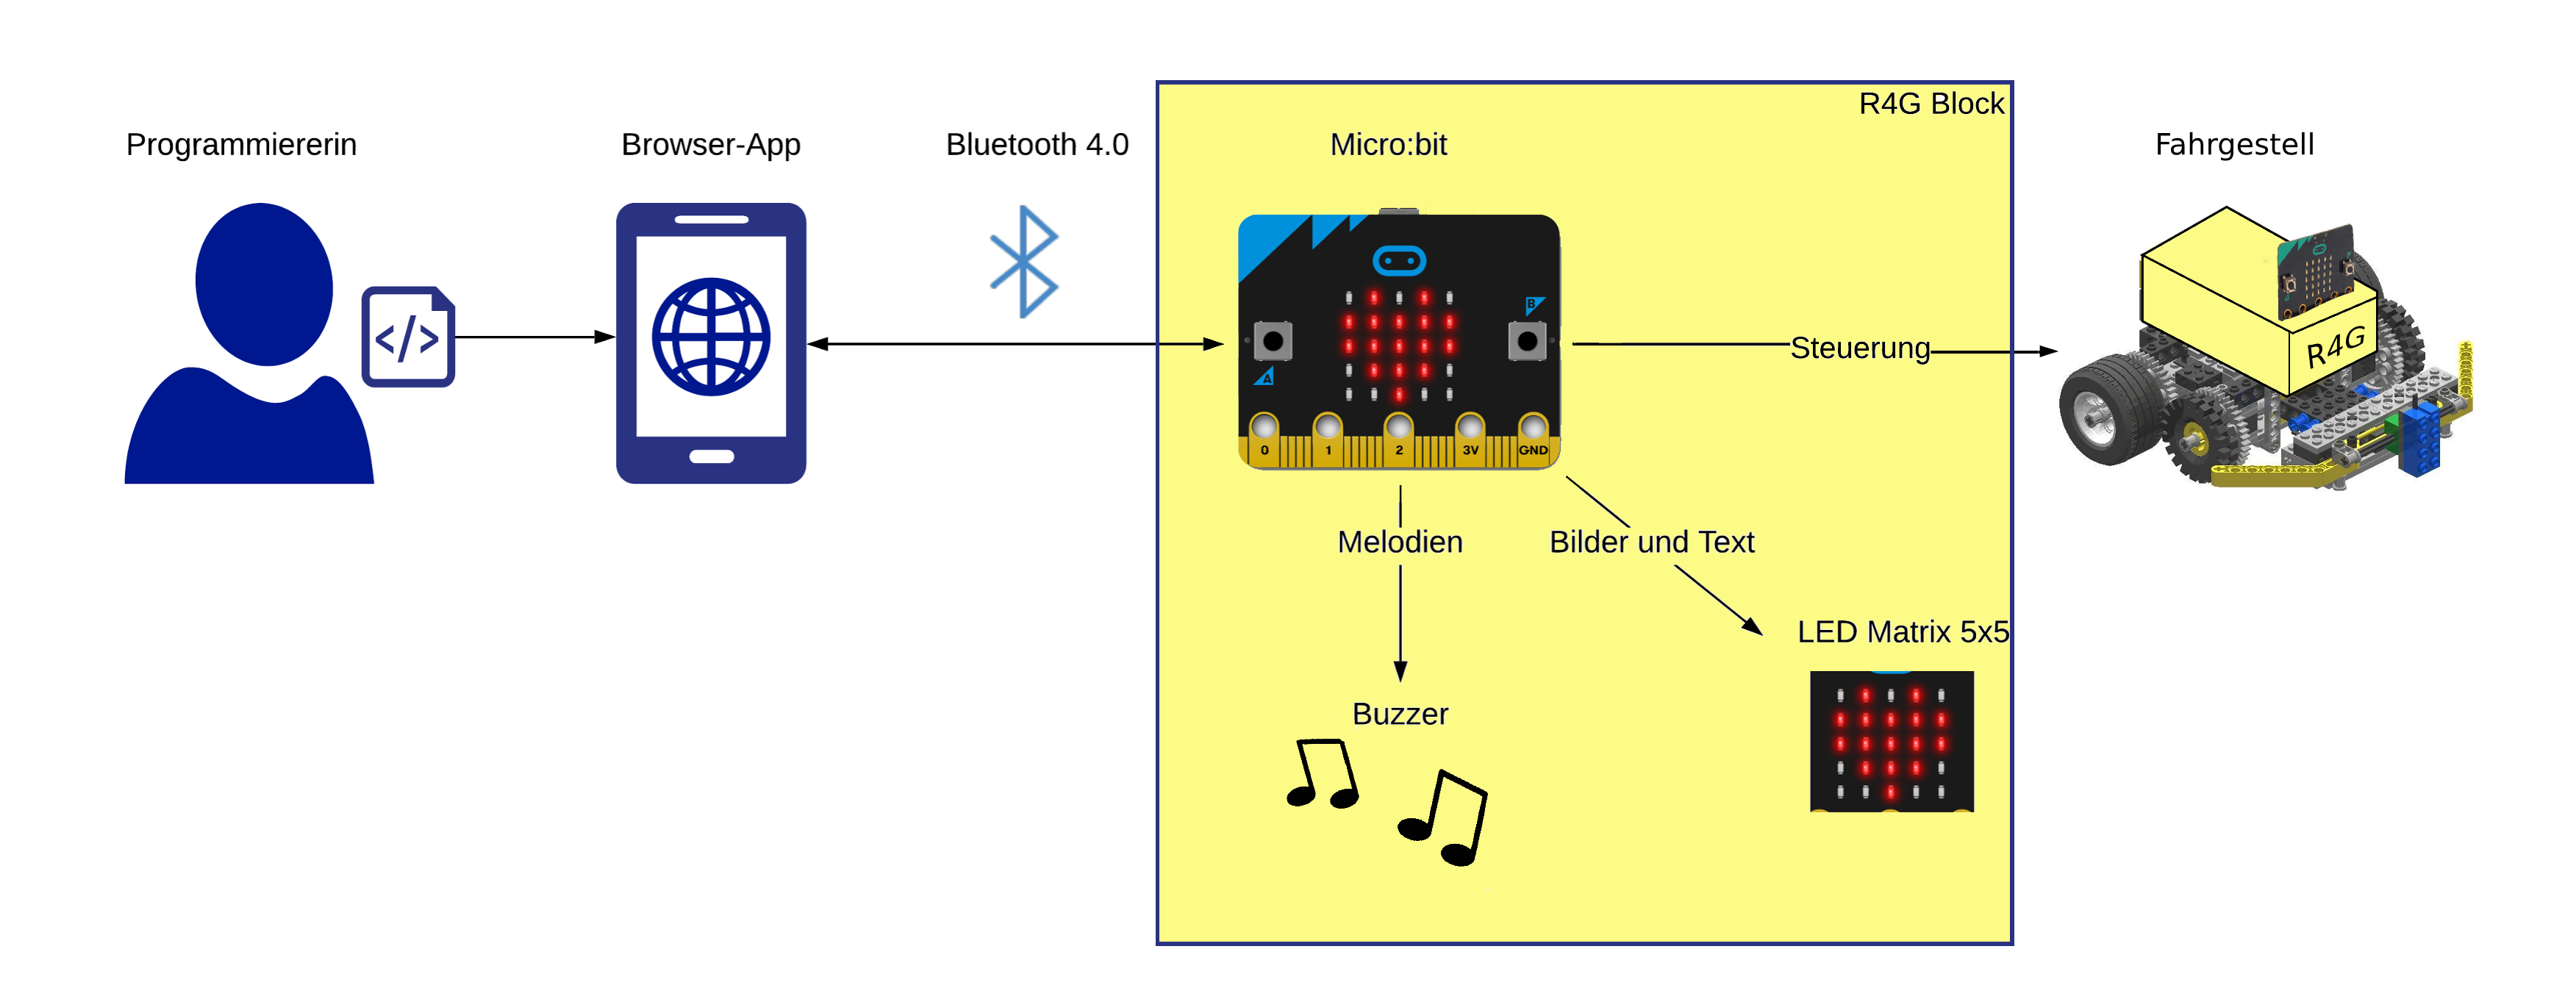 R4G Block
Programmiererin
Browser-App
Bluetooth 4.0
Micro:bit
Fahrgestell
</>
B
A
0 1 2 3V GND
Steuerung
R4G
Melodien
Bilder und Text
LED Matrix 5x5
Buzzer